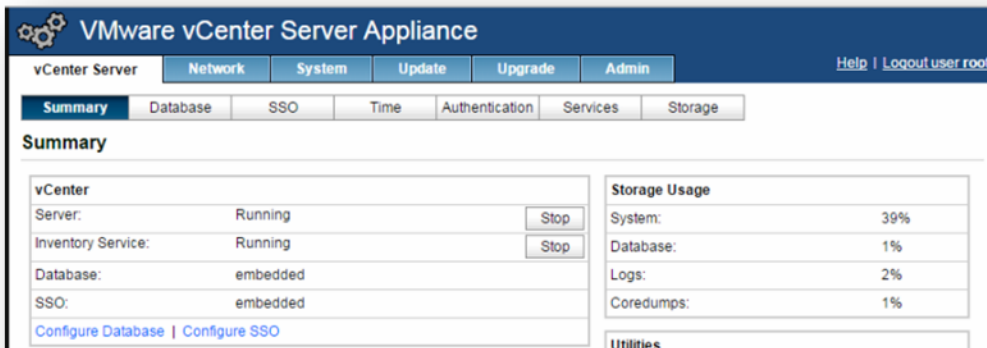 VMware vCenter Server Appliance
vCenter Server Network System Update Upgrade Admin Help | Logout user root
Summary Database SSO Time Authentication Services Storage
Summary
vCenter
Server: Running Stop
Inventory Service: Running Stop
Database: embedded
SSO: embedded
Configure Database | Configure SSO
Storage Usage
System: 39%
Database: 1%
Logs: 2%
Coredumps: 1%
Utilities